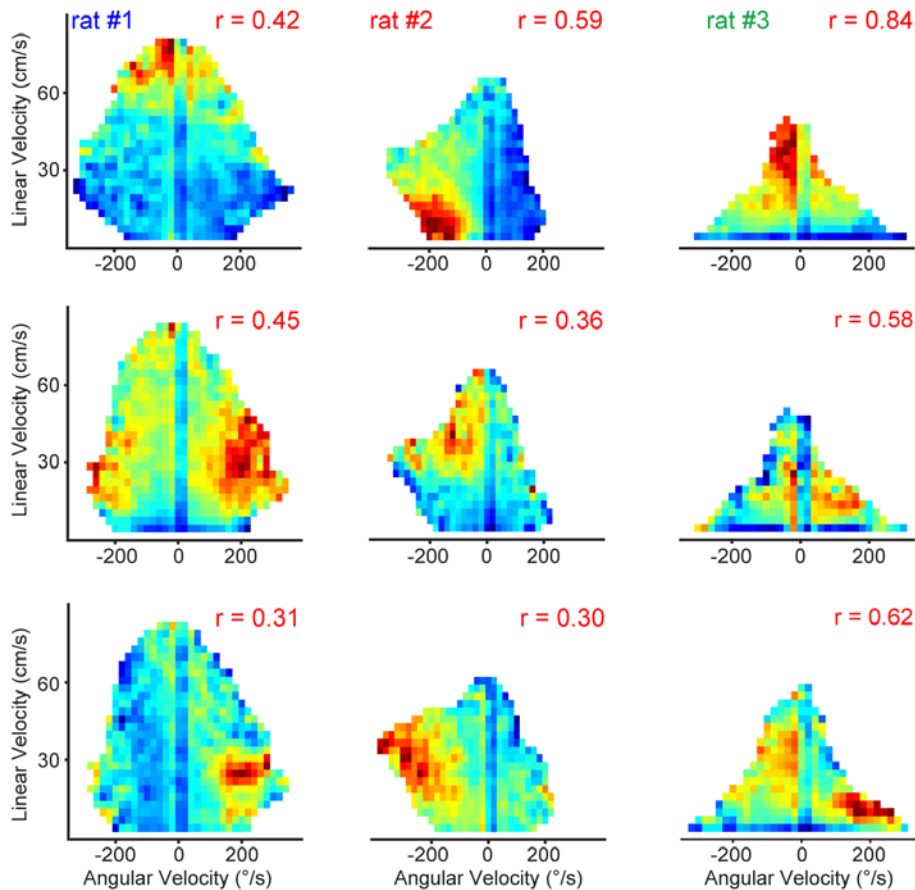 rat #1 r = 0.42 rat #2 r = 0.59 rat #3 r = 0.84
Linear Velocity (cm/s)
60
30
-200 0 200 -200 0 200 -200 0 200
r = 0.45 r = 0.36 r = 0.58
Linear Velocity (cm/s)
60
30
-200 0 200 -200 0 200 -200 0 200
r = 0.31 r = 0.30 r = 0.62
Linear Velocity (cm/s)
60
30
-200 0 200 -200 0 200 -200 0 200
Angular Velocity (°/s) Angular Velocity (°/s) Angular Velocity (°/s)